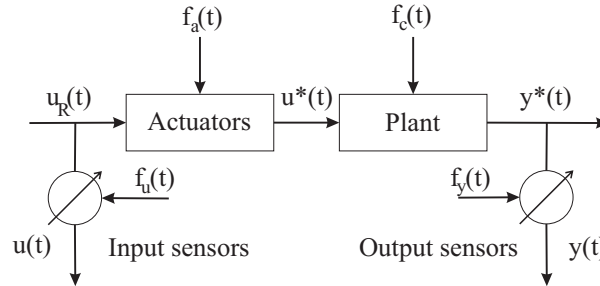 f_a(t)
f_c(t)
u_R(t)
Actuators
u*(t)
Plant
y*(t)
f_u(t)
f_y(t)
u(t)
Input sensors
Output sensors
y(t)